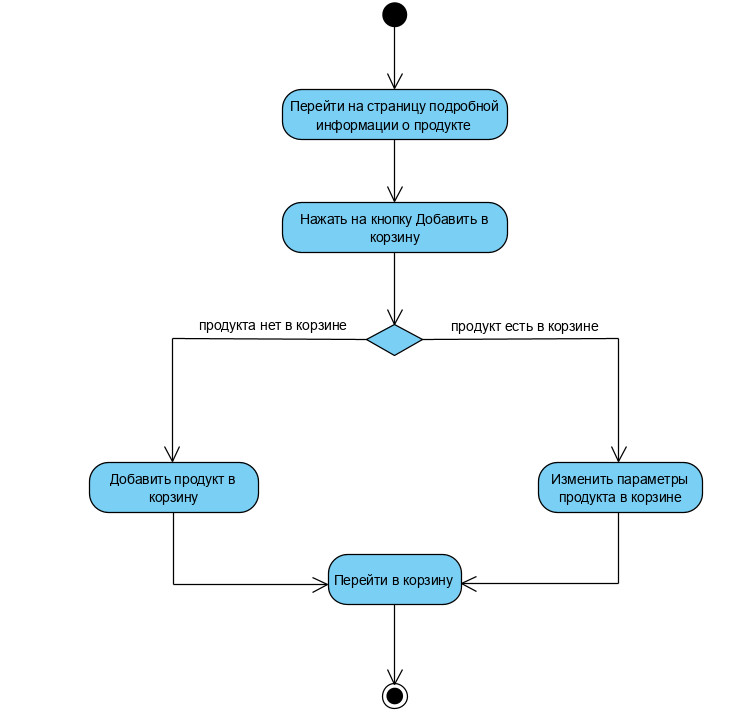 Перейти на страницу подробной
информации о продукте
Нажать на кнопку Добавить в
корзину
продукта нет в корзине
продукт есть в корзине
Добавить продукт в
корзину
Изменить параметры
продукта в корзине
Перейти в корзину